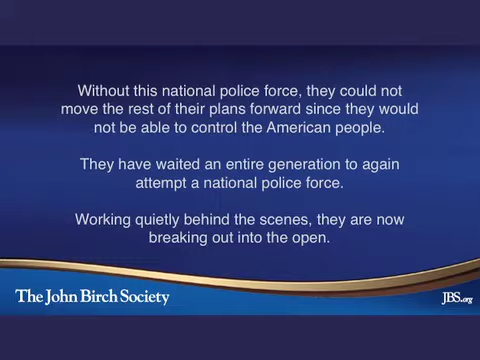 Without this national police force, they could not
move the rest of their plans forward since they would
not be able to control the American people.
They have waited an entire generation to again
attempt a national police force.
Working quietly behind the scenes, they are now
breaking out into the open.
The John Birch Society
JBS.org